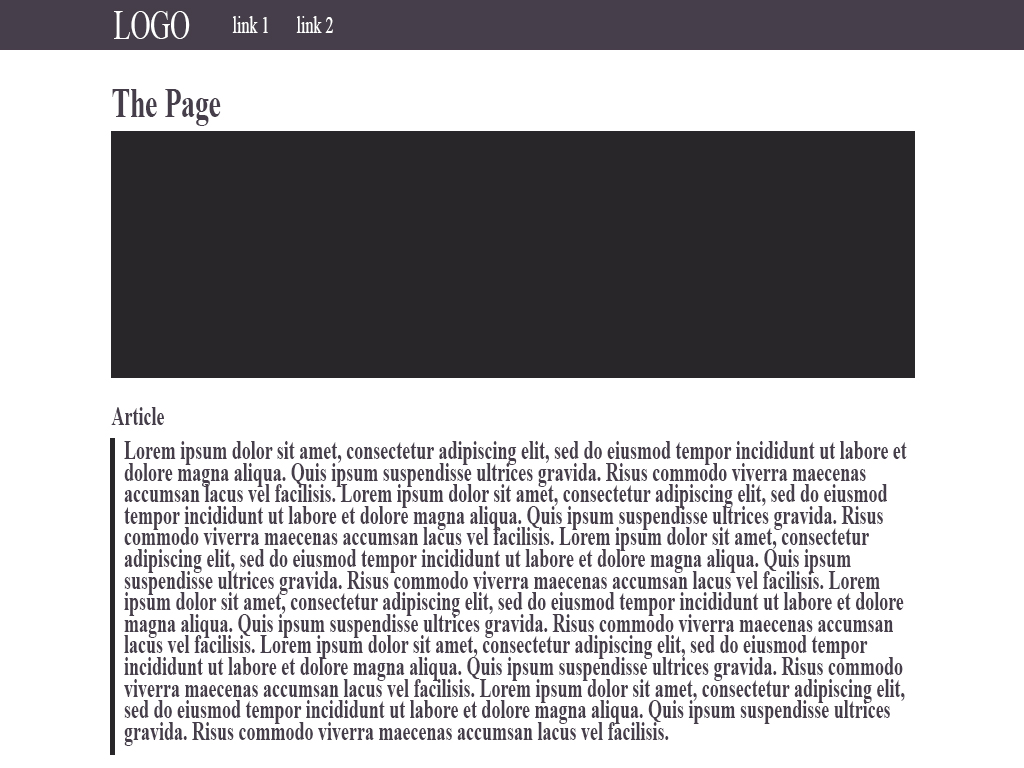 LOGO link 1 link 2
The Page
Article
Lorem ipsum dolor sit amet, consectetur adipiscing elit, sed do eiusmod tempor incididunt ut labore et
dolore magna aliqua. Quis ipsum suspendisse ultrices gravida. Risus commodo viverra maecenas
accumsan lacus vel facilisis. Lorem ipsum dolor sit amet, consectetur adipiscing elit, sed do eiusmod
tempor incididunt ut labore et dolore magna aliqua. Quis ipsum suspendisse ultrices gravida. Risus
commodo viverra maecenas accumsan lacus vel facilisis. Lorem ipsum dolor sit amet, consectetur
adipiscing elit, sed do eiusmod tempor incididunt ut labore et dolore magna aliqua. Quis ipsum
suspendisse ultrices gravida. Risus commodo viverra maecenas accumsan lacus vel facilisis. Lorem
ipsum dolor sit amet, consectetur adipiscing elit, sed do eiusmod tempor incididunt ut labore et dolore
magna aliqua. Quis ipsum suspendisse ultrices gravida. Risus commodo viverra maecenas accumsan
lacus vel facilisis. Lorem ipsum dolor sit amet, consectetur adipiscing elit, sed do eiusmod tempor
incididunt ut labore et dolore magna aliqua. Quis ipsum suspendisse ultrices gravida. Risus commodo
viverra maecenas accumsan lacus vel facilisis. Lorem ipsum dolor sit amet, consectetur adipiscing elit,
sed do eiusmod tempor incididunt ut labore et dolore magna aliqua. Quis ipsum suspendisse ultrices
gravida. Risus commodo viverra maecenas accumsan lacus vel facilisis.